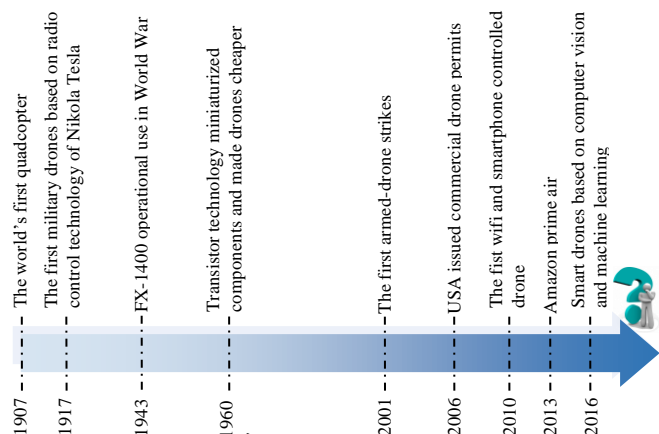 The world's first quadcopter
The first military drones based on radio
control technology of Nikola Tesla
FX-1400 operational use in World War
Transistor technology miniaturized
components and made drones cheaper
The first armed-drone strikes
USA issued commercial drone permits
The fist wifi and smartphone controlled
drone
Amazon prime air
Smart drones based on computer vision
and machine learning
1907
1917
1943
1960
2001
2006
2010
2013
2016